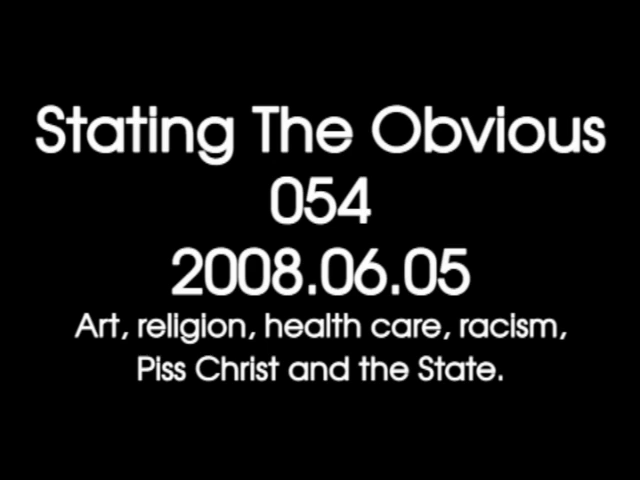 Stating The Obvious
054
2008.06.05
Art, religion, health care, racism,
Piss Christ and the State.